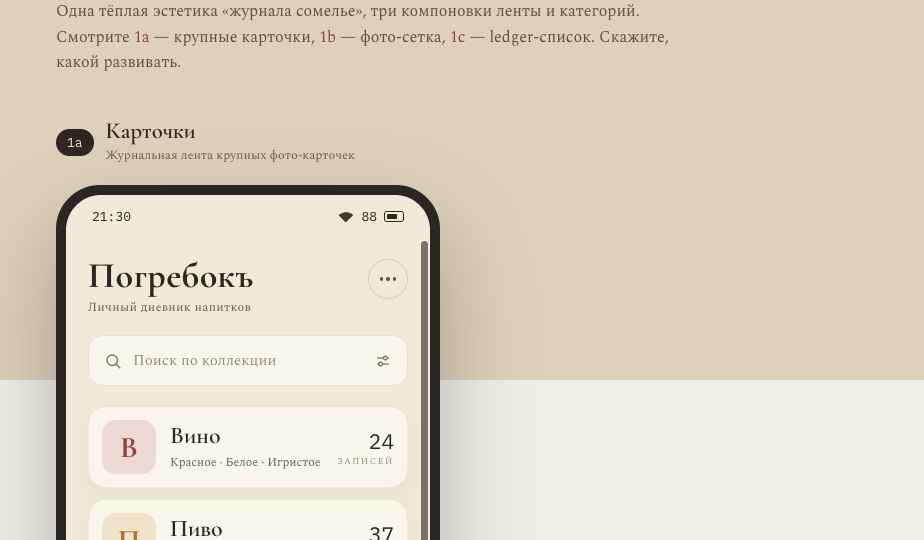 Одна тёплая эстетика «журнала сомелье», три компоновки ленты и категорий.
Смотрите 1a — крупные карточки, 1b — фото-сетка, 1c — ledger-список. Скажите,
какой развивать.
1a
Карточки
Журнальная лента крупных фото-карточек
21:30
88
Погребокъ
Личный дневник напитков
Поиск по коллекции
В
Вино
Красное · Белое · Игристое
24
ЗАПИСЕЙ
П
Пиво
37